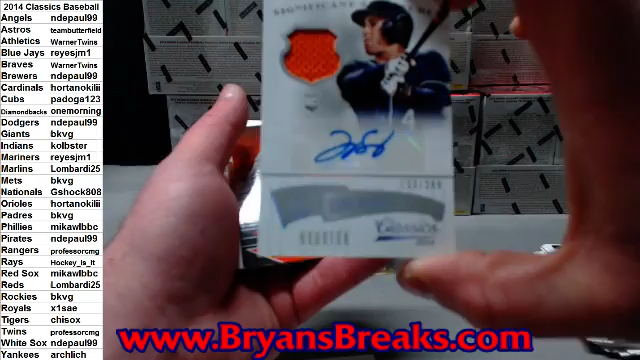 2014 Classics Baseball
Angels ndepaul99
Astros teambutterfield
Athletics WarnerTwins
Blue Jays reyesjm1
Braves WarnerTwins
Brewers ndepaul99
Cardinals hortanokilii
Cubs padoga123
Diamondbacks onemorning
Dodgers ndepaul99
Giants bkvg
Indians kolbster
Mariners reyesjm1
Marlins Lombardi25
Mets bkvg
Nationals Gshock808
Orioles hortanokilii
Padres bkvg
Phillies mikawlbbc
Pirates ndepaul99
Rangers professorcmg
Rays Hockey_Is_It
Red Sox mikawlbbc
Reds Lombardi25
Rockies bkvg
Royals x1sae
Tigers chisox
Twins professorcmg
White Sox ndepaul99
Yankees archlich
SIGNIFICANT
Classics
www.BryansBreaks.com